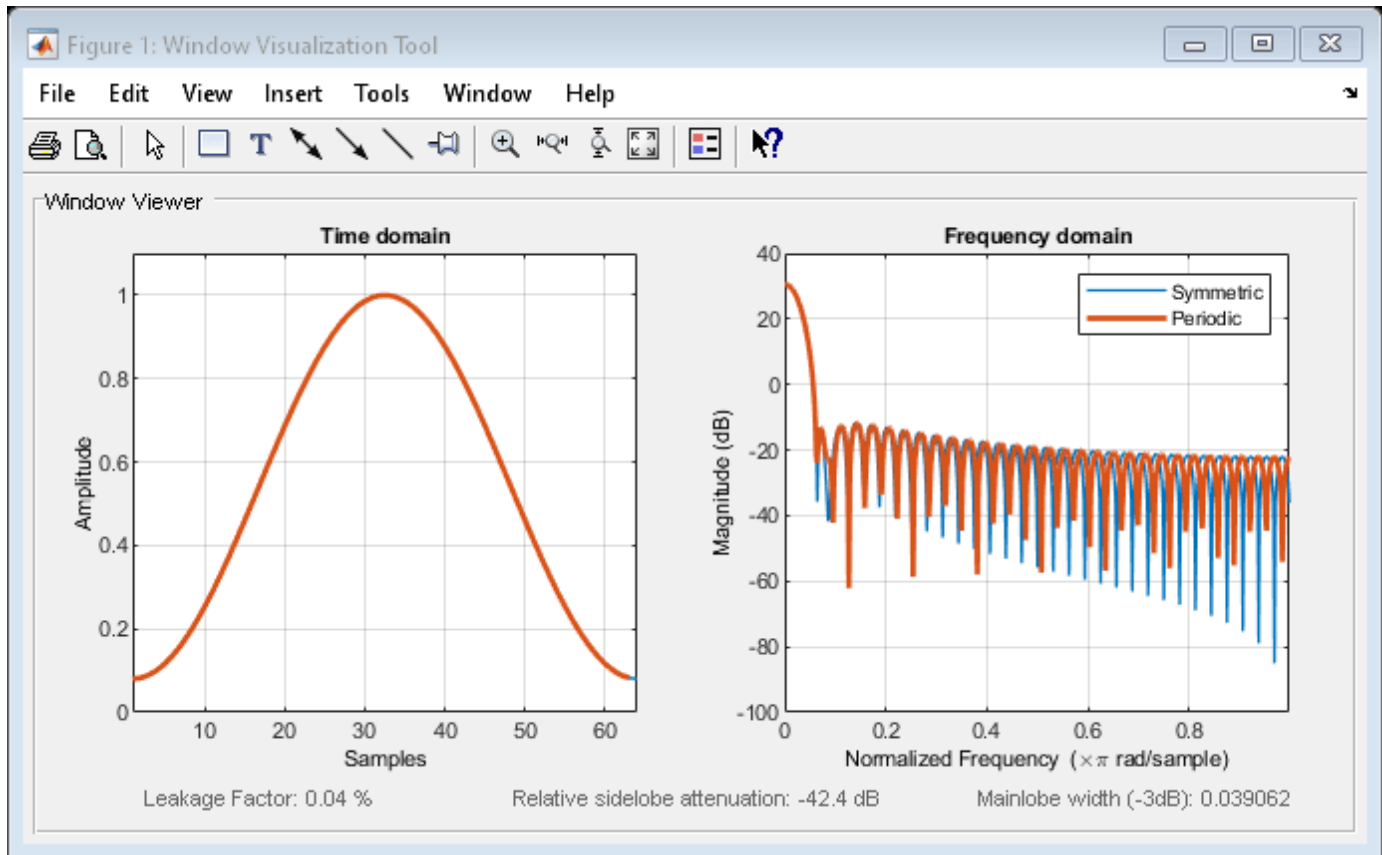 Figure 1: Window Visualization Tool
File Edit View Insert Tools Window Help
T
?
Window Viewer
Time domain
1
0.8
0.6
0.4
0.2
0
Amplitude
10 20 30 40 50 60
Samples
Frequency domain
40
20
0
-20
-40
-60
-80
-100
Magnitude (dB)
Symmetric
Periodic
0 0.2 0.4 0.6 0.8
Normalized Frequency (×π rad/sample)
Leakage Factor: 0.04 % Relative sidelobe attenuation: -42.4 dB Mainlobe width (-3dB): 0.039062